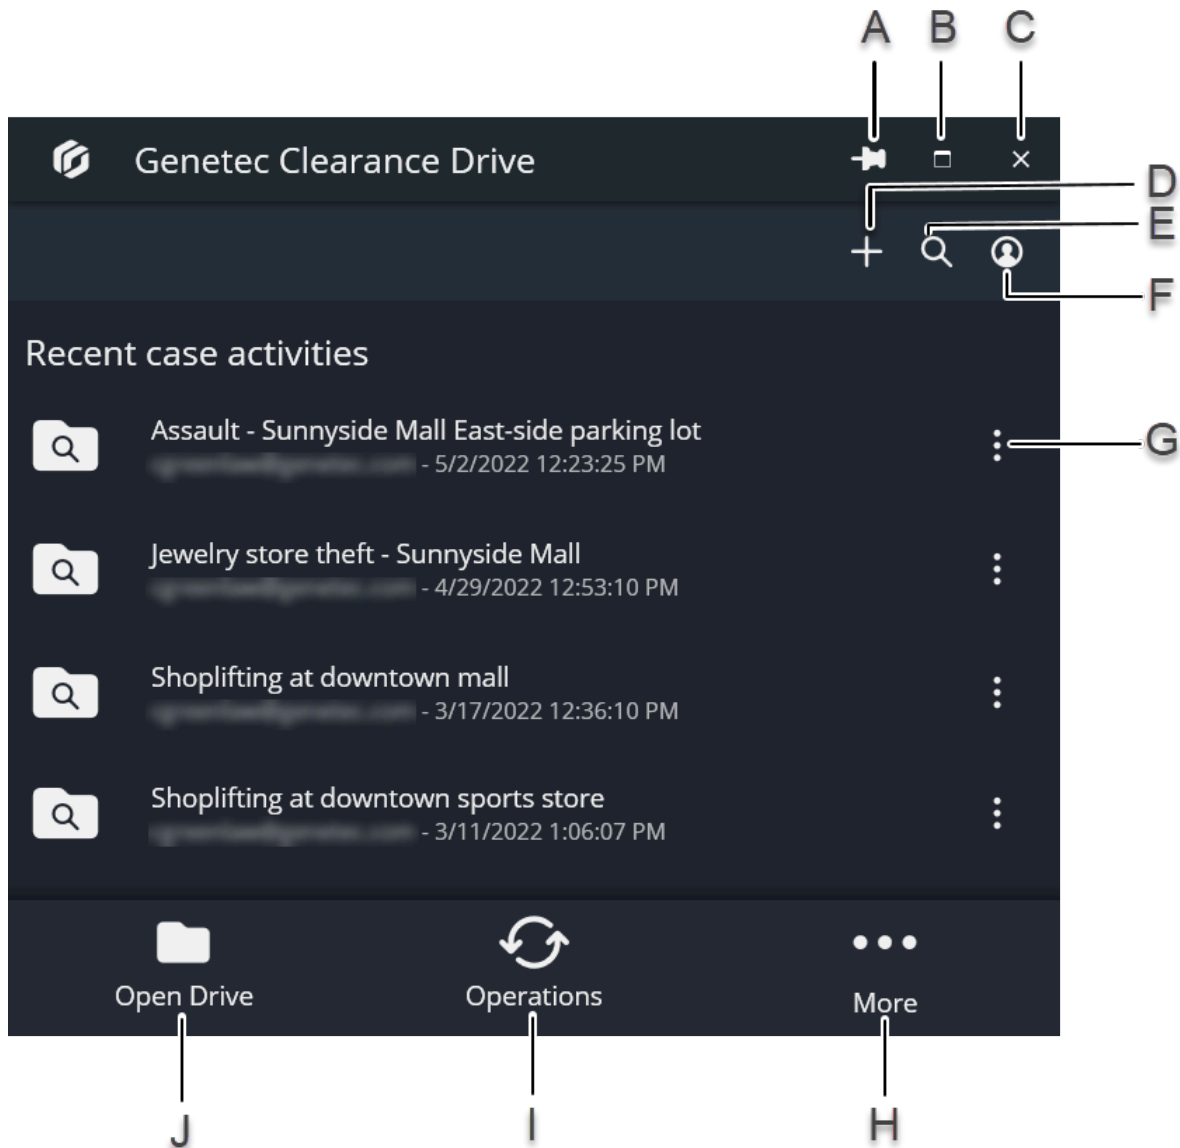 A B C
Genetec Clearance Drive
D
E
F
Recent case activities
Assault - Sunnyside Mall East-side parking lot
- 5/2/2022 12:23:25 PM
G
Jewelry store theft - Sunnyside Mall
- 4/29/2022 12:53:10 PM
Shoplifting at downtown mall
- 3/17/2022 12:36:10 PM
Shoplifting at downtown sports store
- 3/11/2022 1:06:07 PM
Open Drive Operations More
J I H